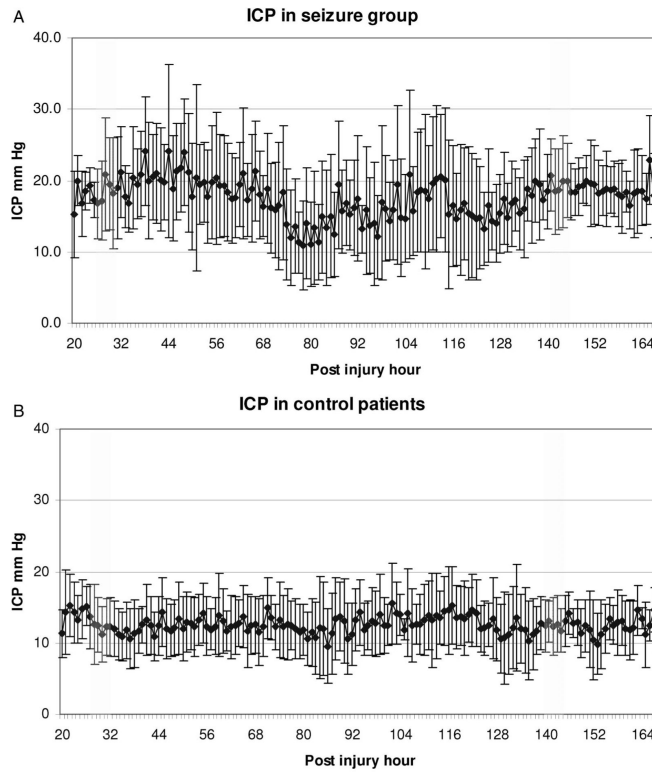 A
ICP in seizure group
40.0
30.0
20.0
10.0
0.0
ICP mm Hg
20 32 44 56 68 80 92 104 116 128 140 152 164
Post injury hour
B
ICP in control patients
40
30
20
10
0
ICP mm Hg
20 32 44 56 68 80 92 104 116 128 140 152 164
Post injury hour